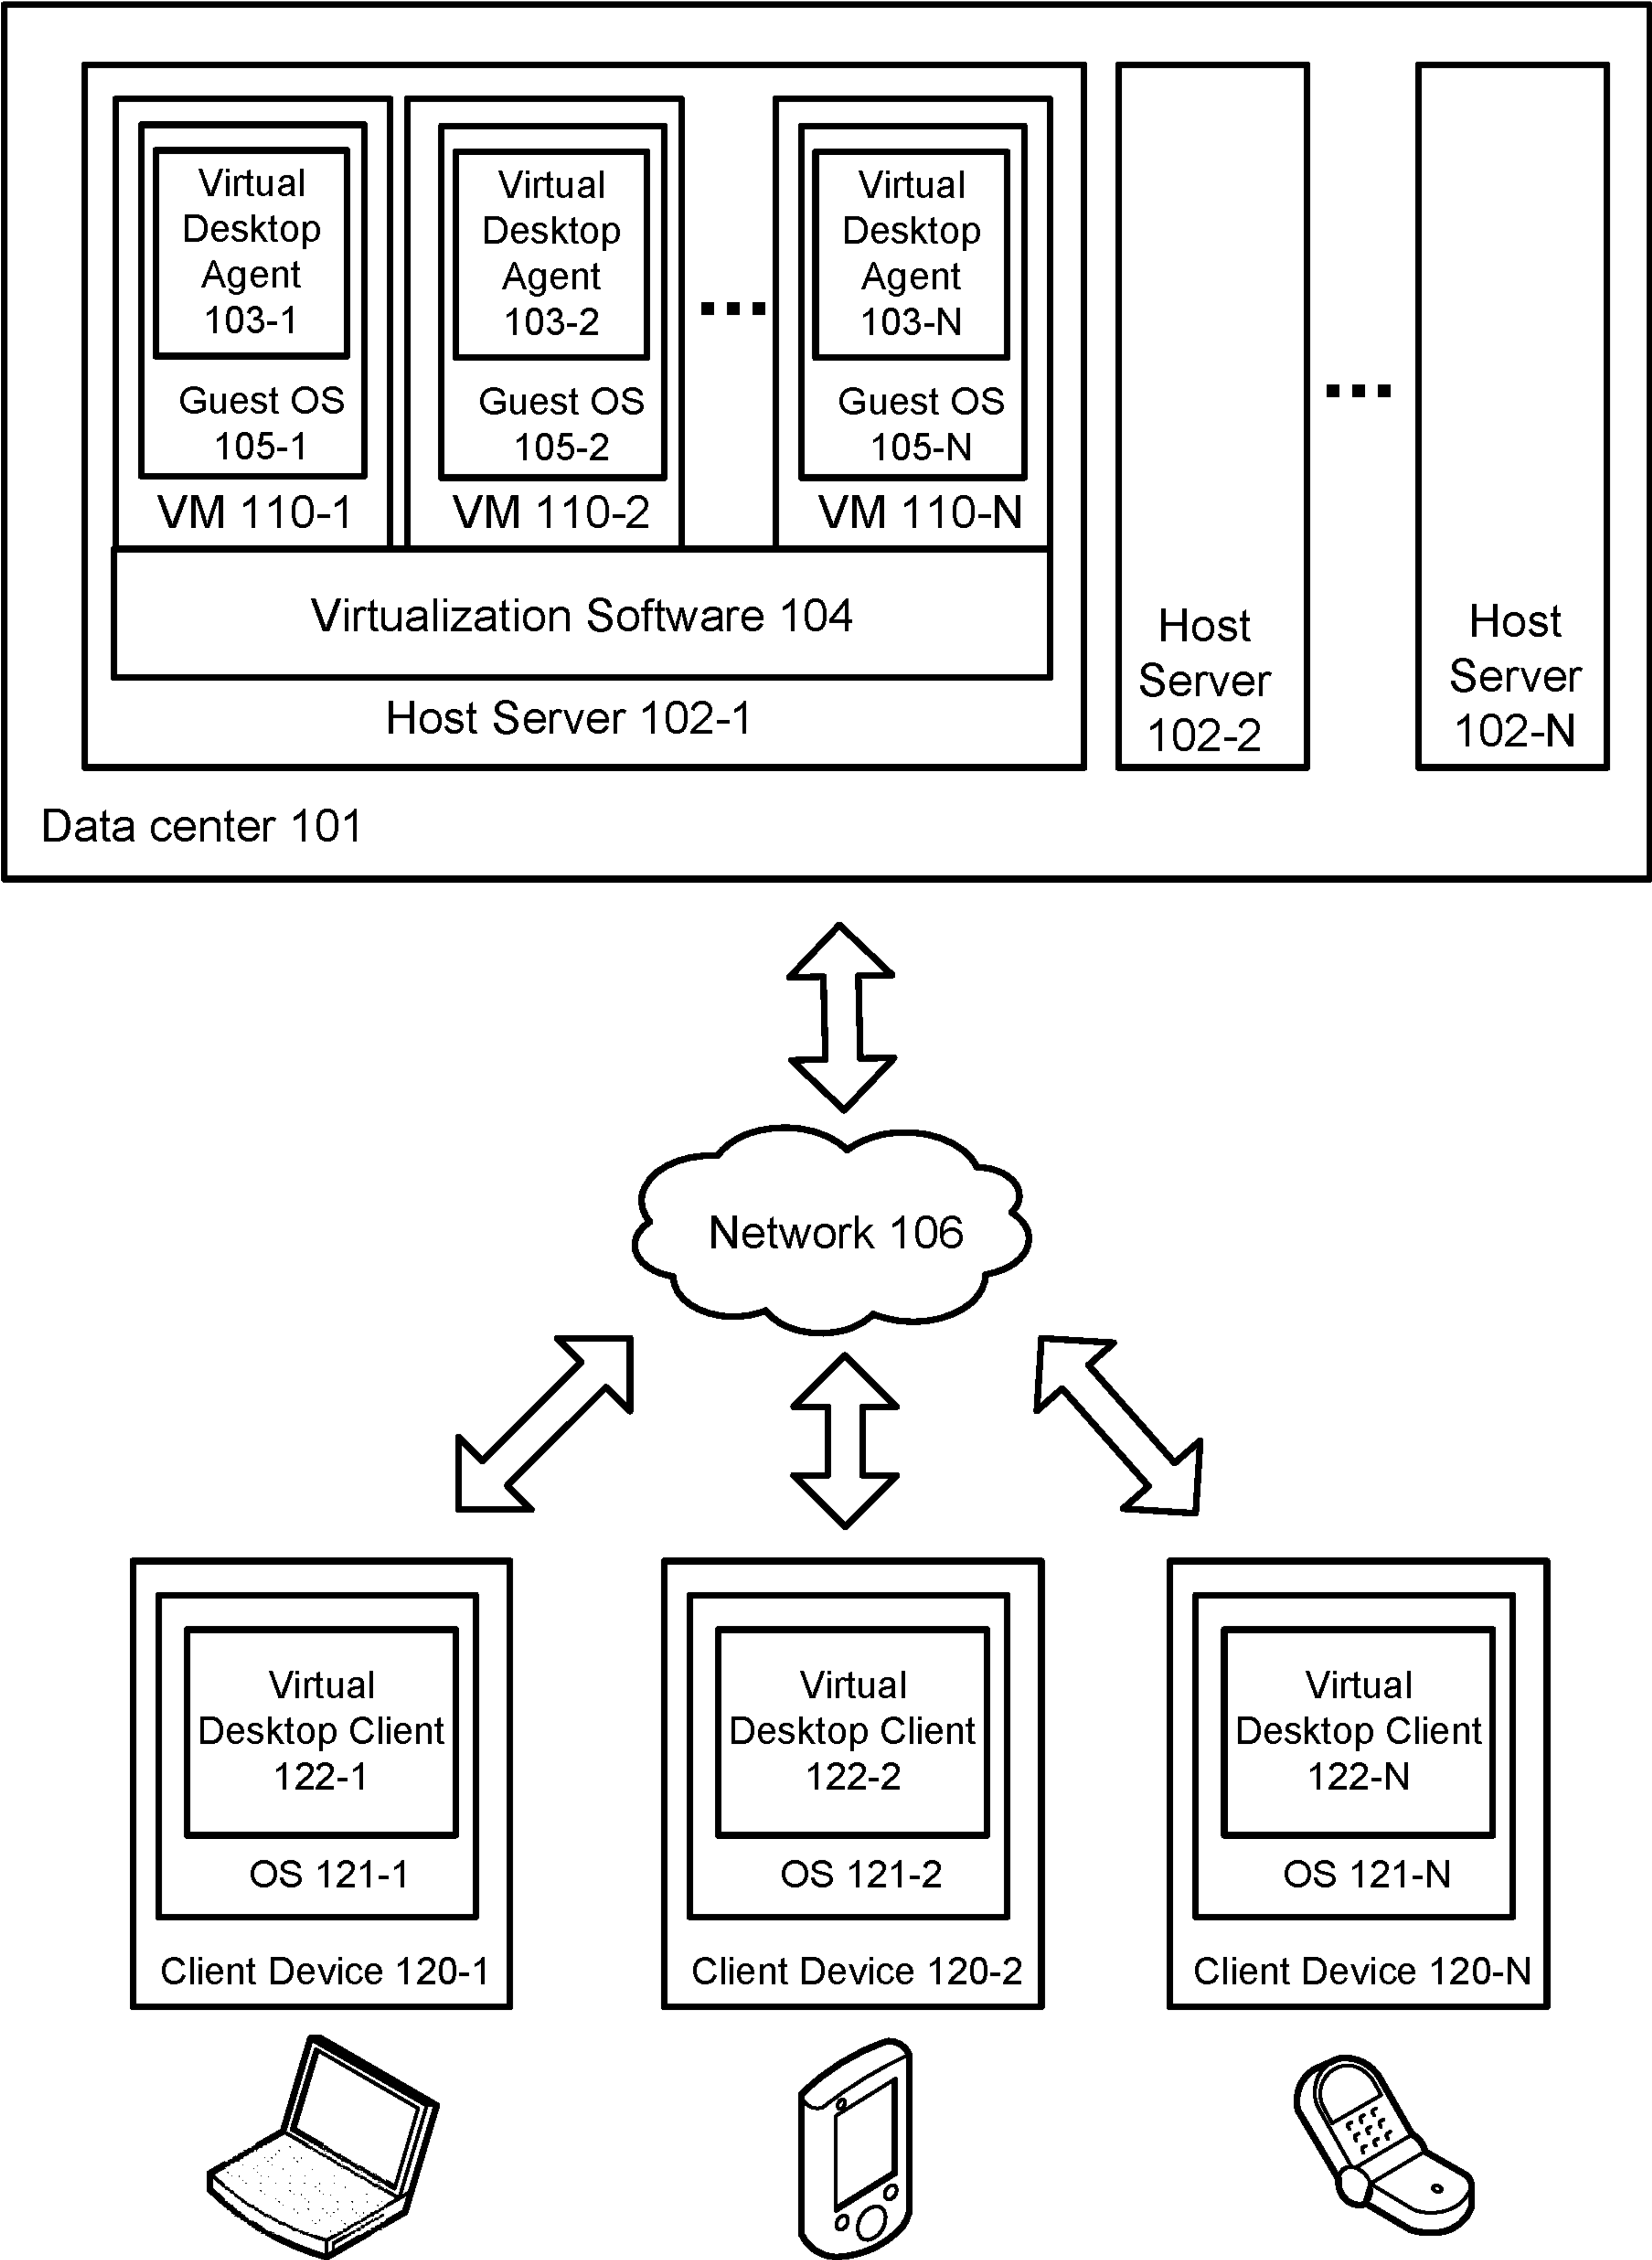 Virtual
Desktop
Agent
103-1
Guest OS
105-1
VM 110-1
Virtual
Desktop
Agent
103-2
Guest OS
105-2
VM 110-2
...
Virtual
Desktop
Agent
103-N
Guest OS
105-N
VM 110-N
Virtualization Software 104
Host Server 102-1
Host
Server
102-2
...
Host
Server
102-N
Data center 101
Network 106
Virtual
Desktop Client
122-1
OS 121-1
Client Device 120-1
Virtual
Desktop Client
122-2
OS 121-2
Client Device 120-2
Virtual
Desktop Client
122-N
OS 121-N
Client Device 120-N